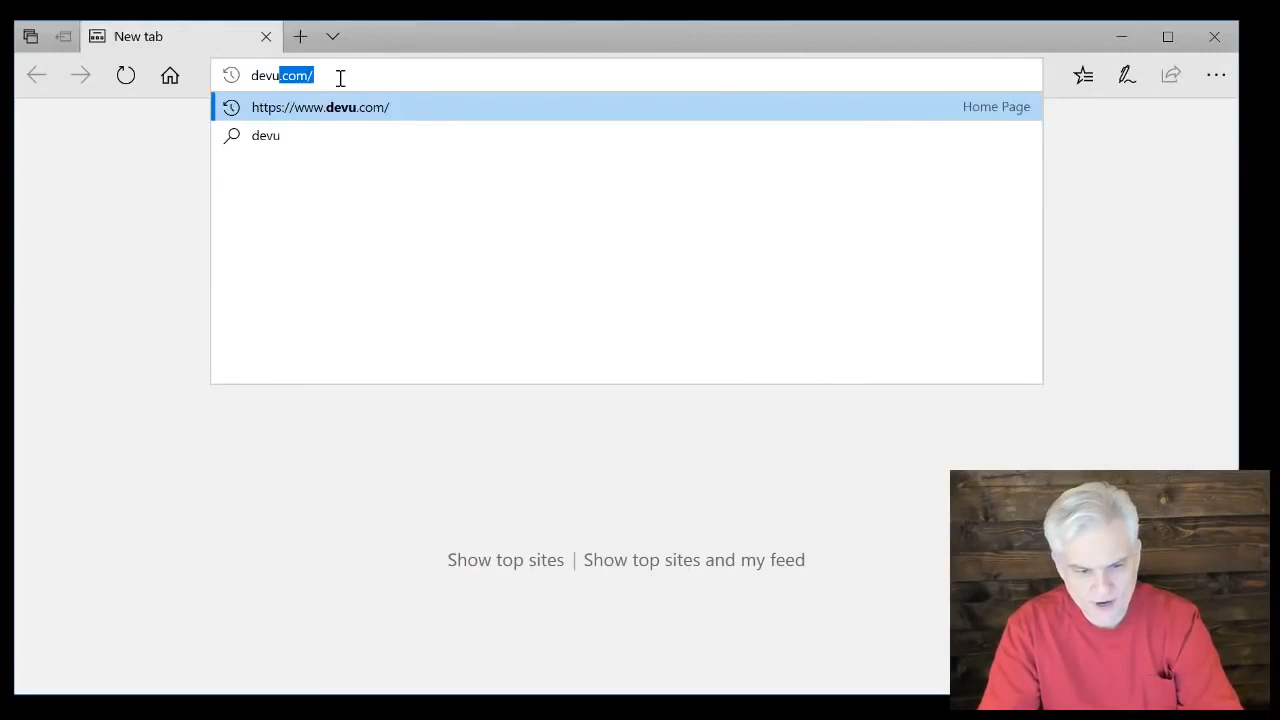 New tab
devu.com/
https://www.devu.com/ Home Page
devu
Show top sites | Show top sites and my feed